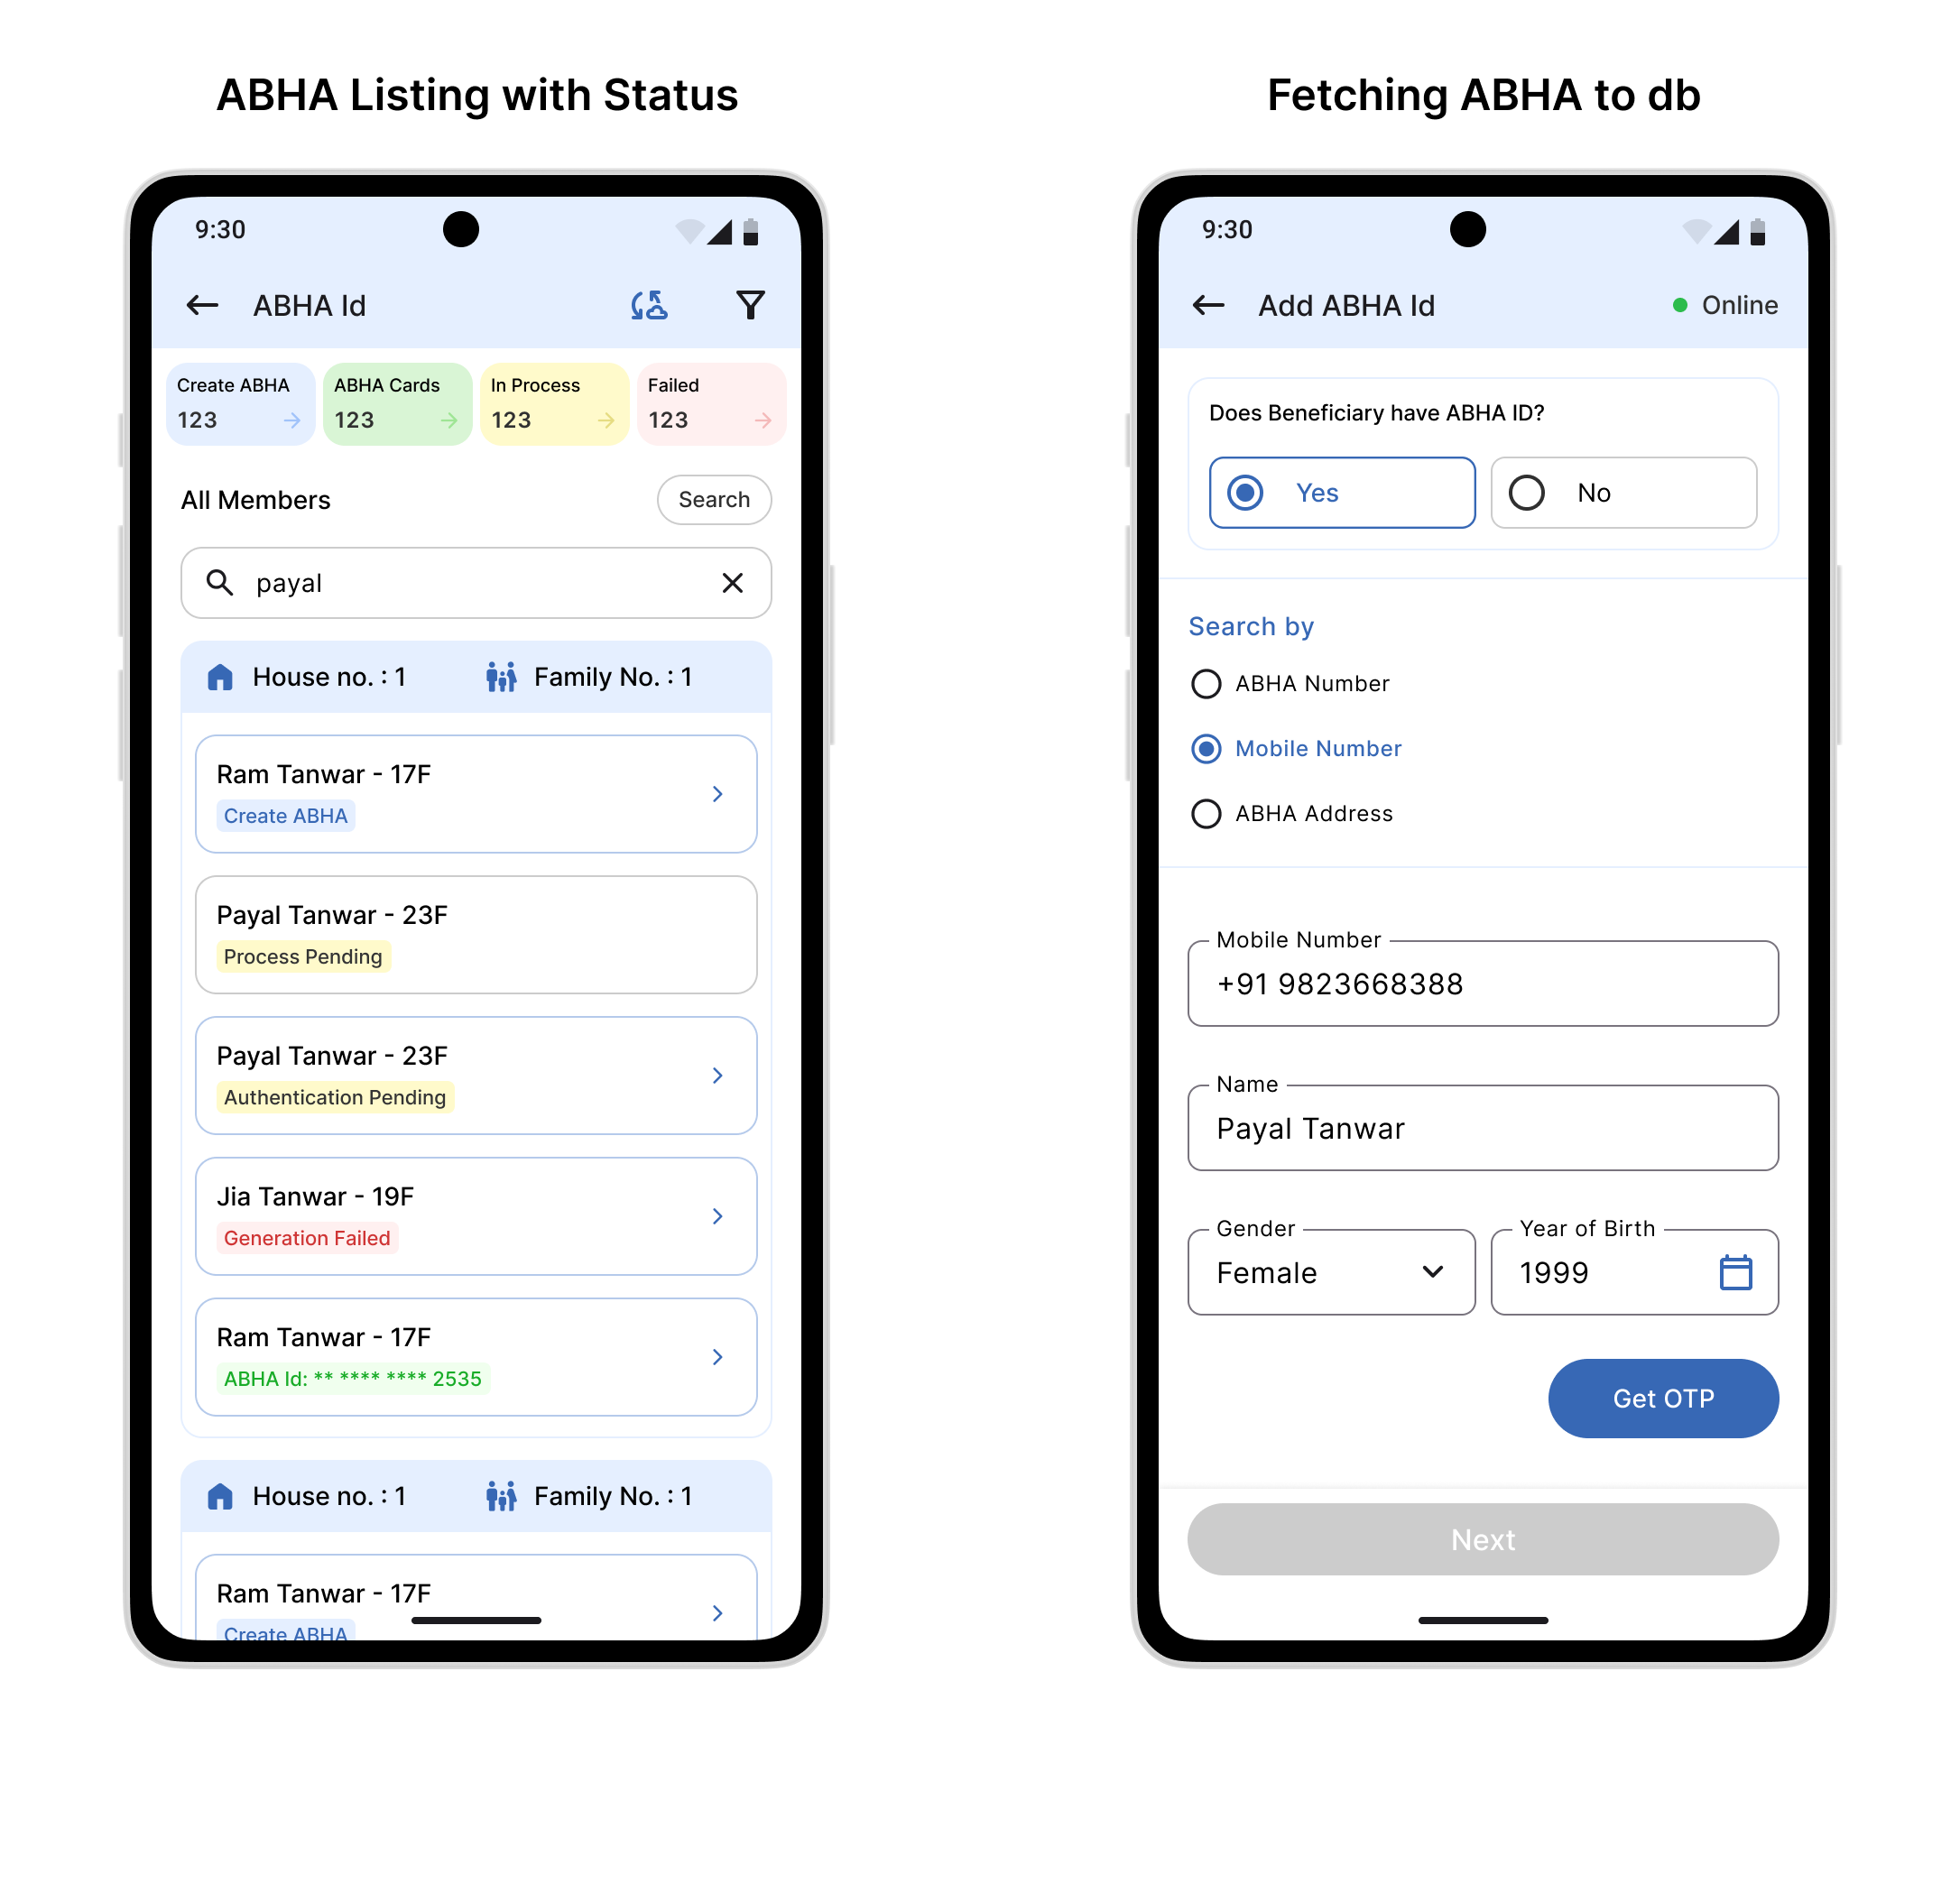 ABHA Listing with Status
9:30
ABHA Id
Create ABHA
123
ABHA Cards
123
In Process
123
Failed
123
All Members
Search
payal
House no. : 1
Family No. : 1
Ram Tanwar - 17F
Create ABHA
Payal Tanwar - 23F
Process Pending
Payal Tanwar - 23F
Authentication Pending
Jia Tanwar - 19F
Generation Failed
Ram Tanwar - 17F
ABHA Id: ** **** **** 2535
House no. : 1
Family No. : 1
Ram Tanwar - 17F
Create ABHA
Fetching ABHA to db
9:30
Add ABHA Id
Online
Does Beneficiary have ABHA ID?
Yes
No
Search by
ABHA Number
Mobile Number
ABHA Address
Mobile Number
+91 9823668388
Name
Payal Tanwar
Gender
Female
Year of Birth
1999
Get OTP
Next